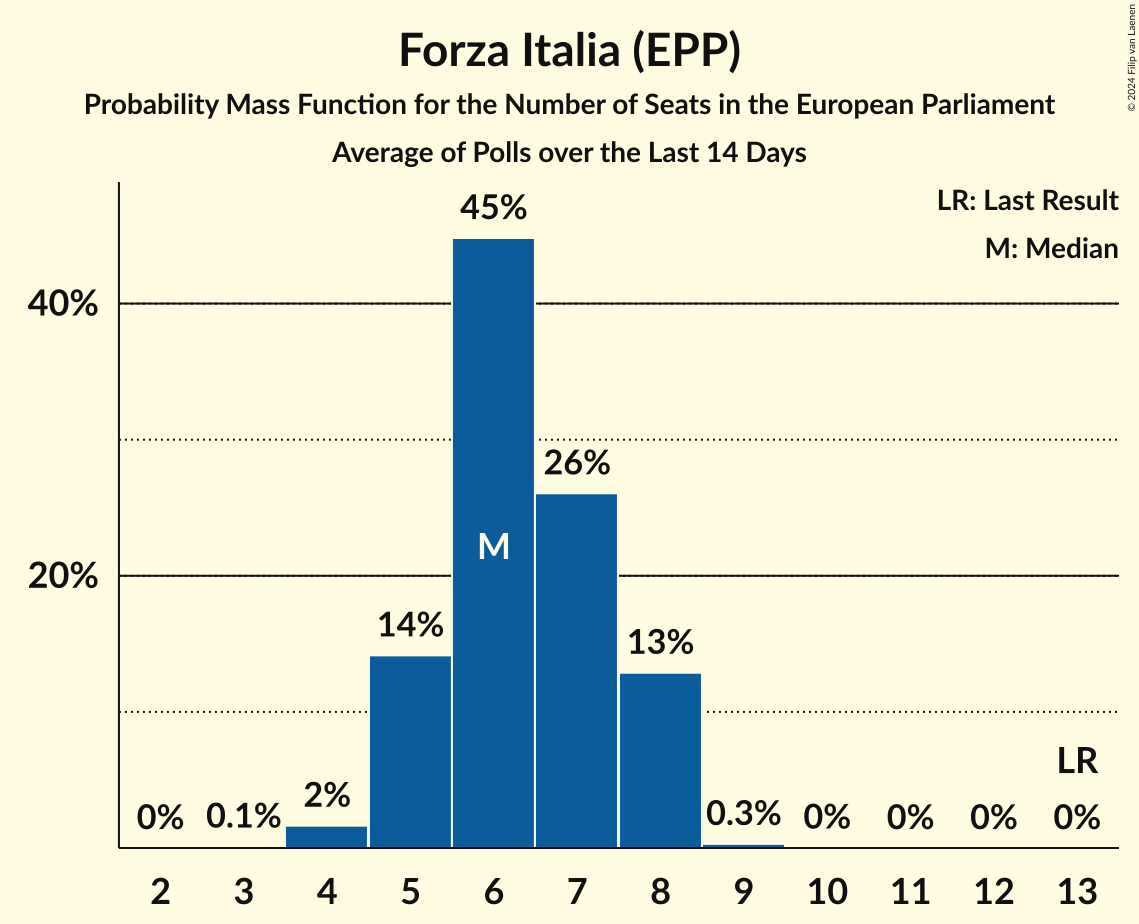 Forza Italia (EPP)
Probability Mass Function for the Number of Seats in the European Parliament
Average of Polls over the Last 14 Days
© 2024 Filip van Laenen
LR: Last Result
M: Median
45%
40%
26%
M
20%
14%
13%
LR
0% 0.1% 2% 0.3% 0% 0% 0% 0%
2 3 4 5 6 7 8 9 10 11 12 13